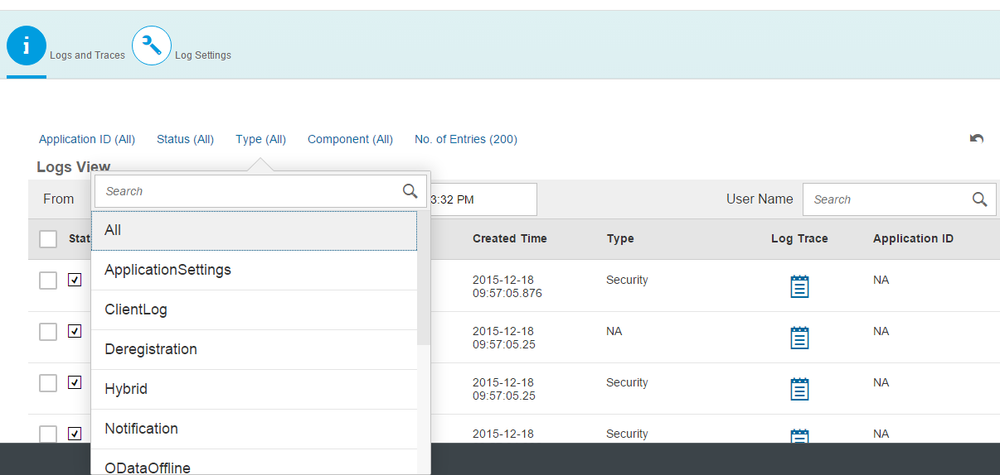 i
Logs and Traces
Log Settings
Application ID (All) Status (All) Type (All) Component (All) No. of Entries (200)
Logs View
From Search 3:32 PM User Name Search
Stat All Created Time Type Log Trace Application ID
ApplicationSettings
2015-12-18 Security NA
09:57:05.876
ClientLog
2015-12-18 NA NA
09:57:05.25
Deregistration
2015-12-18 Security NA
09:57:05.25
Hybrid
Notification
2015-12-18 Security NA
ODataOffline